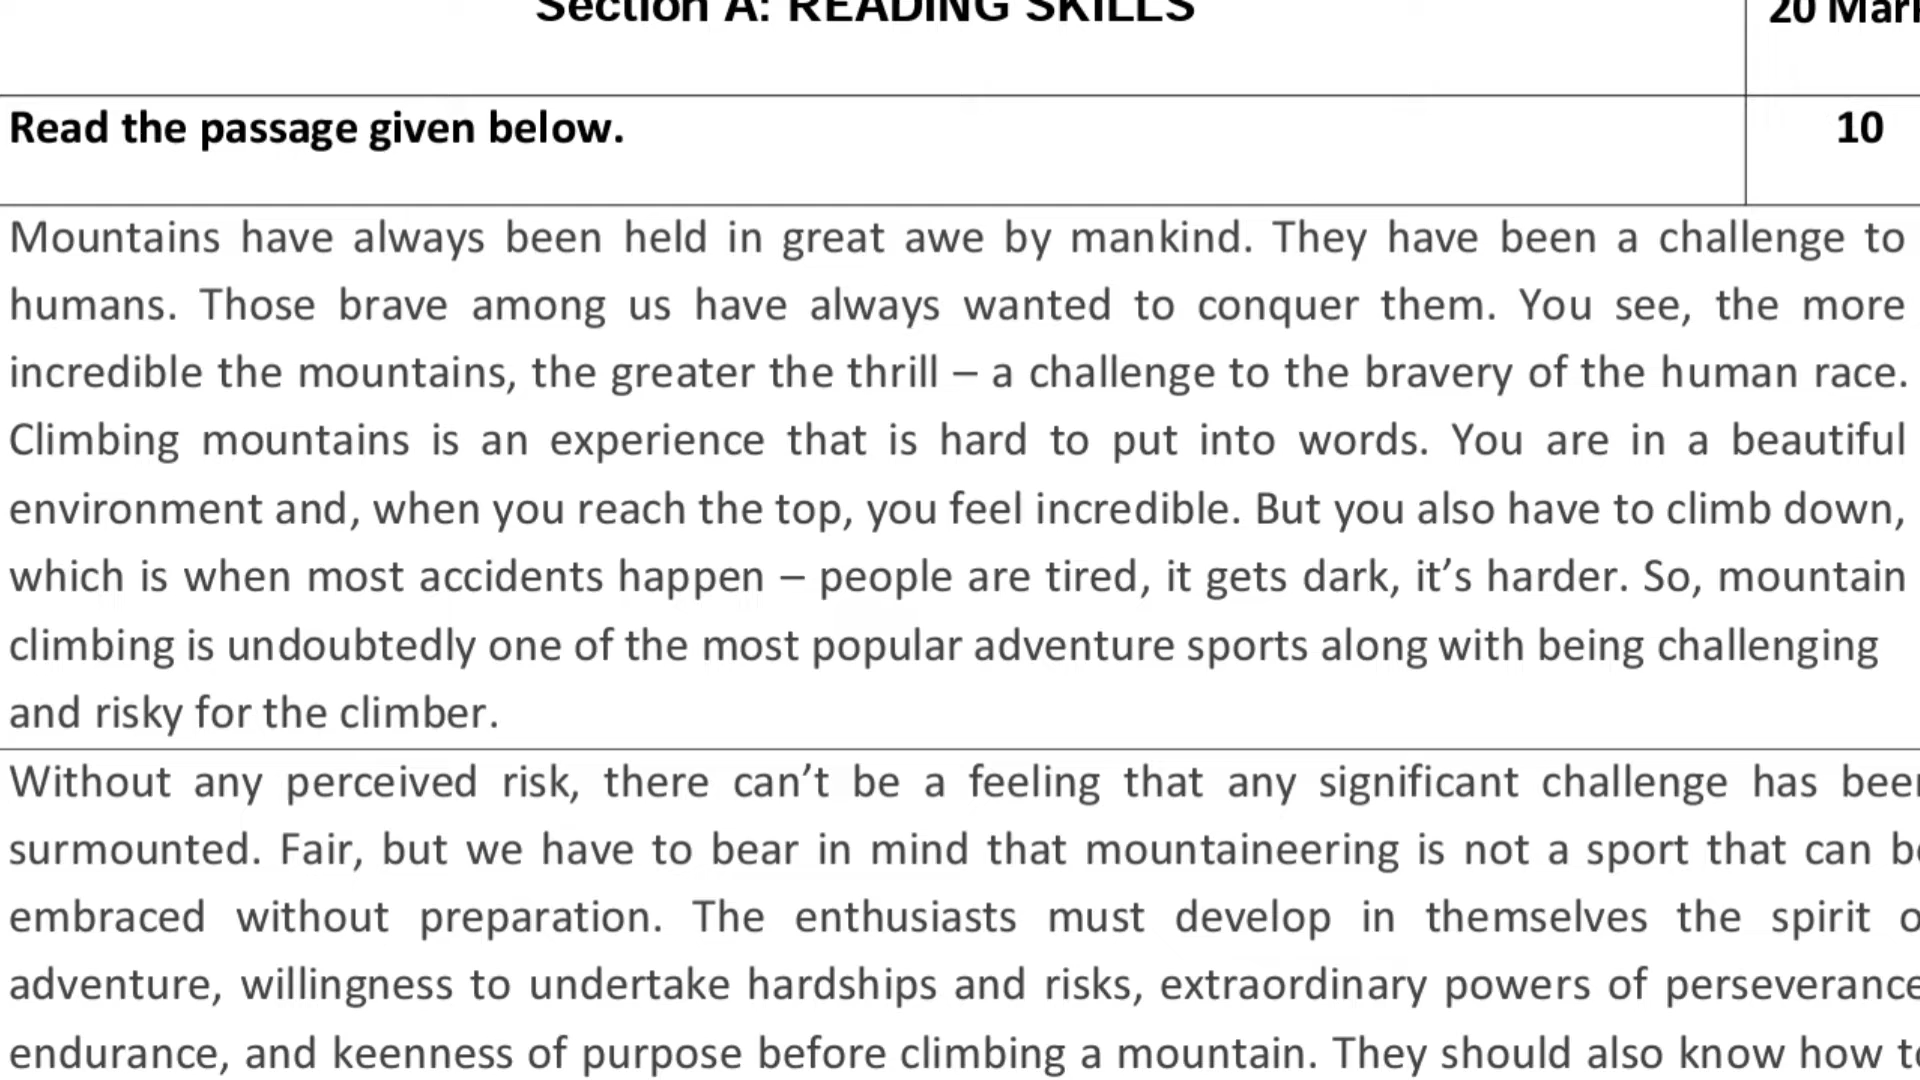 Section A: READING SKILLS
20 Mar
Read the passage given below.
10
Mountains have always been held in great awe by mankind. They have been a challenge to
humans. Those brave among us have always wanted to conquer them. You see, the more
incredible the mountains, the greater the thrill – a challenge to the bravery of the human race.
Climbing mountains is an experience that is hard to put into words. You are in a beautiful
environment and, when you reach the top, you feel incredible. But you also have to climb down,
which is when most accidents happen – people are tired, it gets dark, it’s harder. So, mountain
climbing is undoubtedly one of the most popular adventure sports along with being challenging
and risky for the climber.
Without any perceived risk, there can’t be a feeling that any significant challenge has been
surmounted. Fair, but we have to bear in mind that mountaineering is not a sport that can be
embraced without preparation. The enthusiasts must develop in themselves the spirit o
adventure, willingness to undertake hardships and risks, extraordinary powers of perseverance
endurance, and keenness of purpose before climbing a mountain. They should also know how to